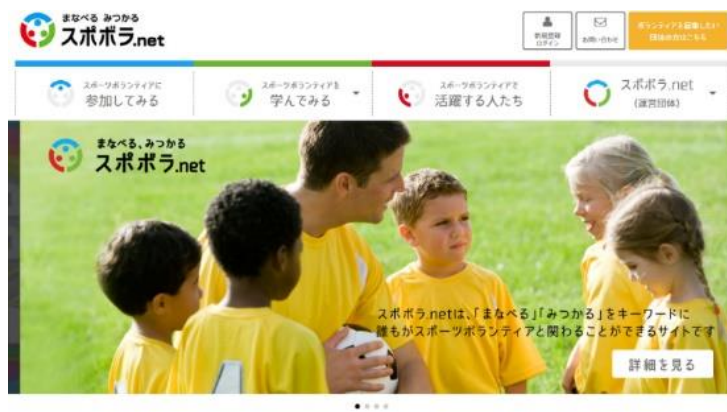 まなべる みつかる
スポボラ.net
新規登録
ログイン
お問い合わせ
ボランティアを募集したい
団体の方はこちら
スポーツボランティアに
参加してみる
スポーツボランティアを
学んでみる
スポーツボランティアで
活躍する人たち
スポボラ.net
(運営団体)
まなべる、みつかる
スポボラ.net
スポボラ.netは、「まなべる」「みつかる」をキーワードに
誰もがスポーツボランティアと関わることができるサイトです
詳細を見る